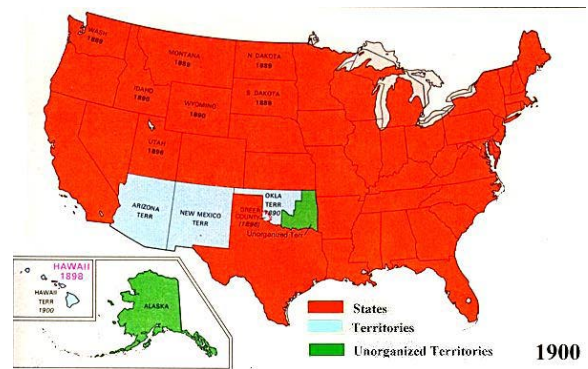 WASH
1889
MONTANA
1889
N. DAKOTA
1889
IDAHO
1890
S. DAKOTA
1889
WYOMING
1890
UTAH
1896
ARIZONA
TERR
NEW MEXICO
TERR
OKLA
TERR
1890
GREER
COUNTY
(1896)
Unorganized Terr
HAWAII
1898
HAWAII
TERR
1900
ALASKA
States
Territories
Unorganized Territories
1900